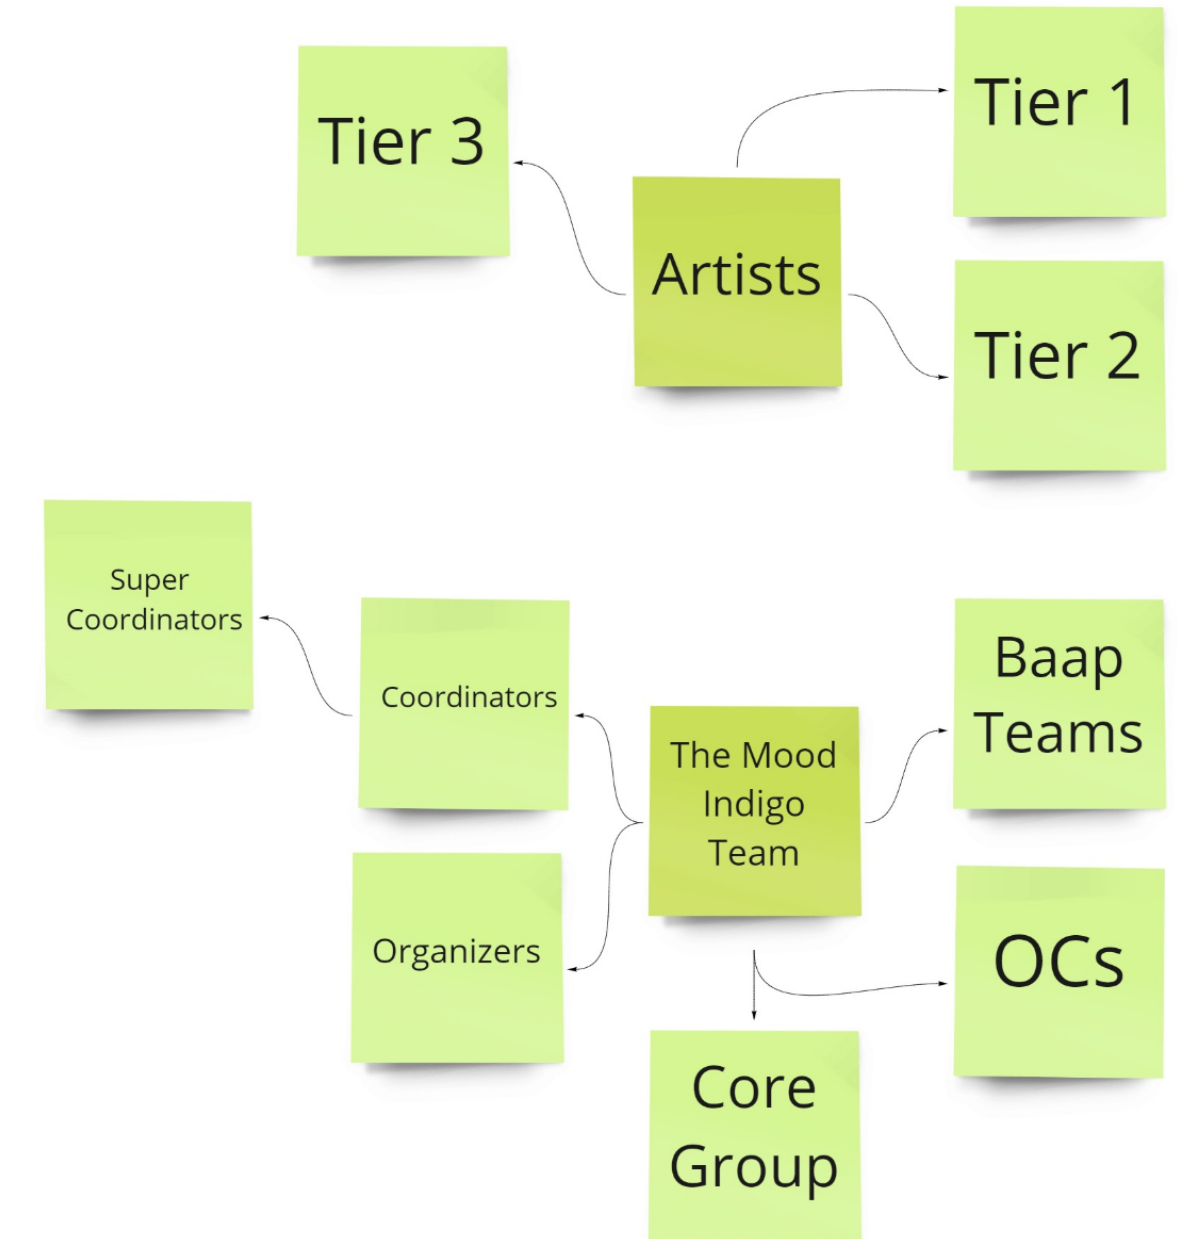 Tier 1
Tier 3
Artists
Tier 2
Super
Coordinators
Coordinators
Baap
Teams
The Mood
Indigo
Team
Organizers
OCs
Core
Group